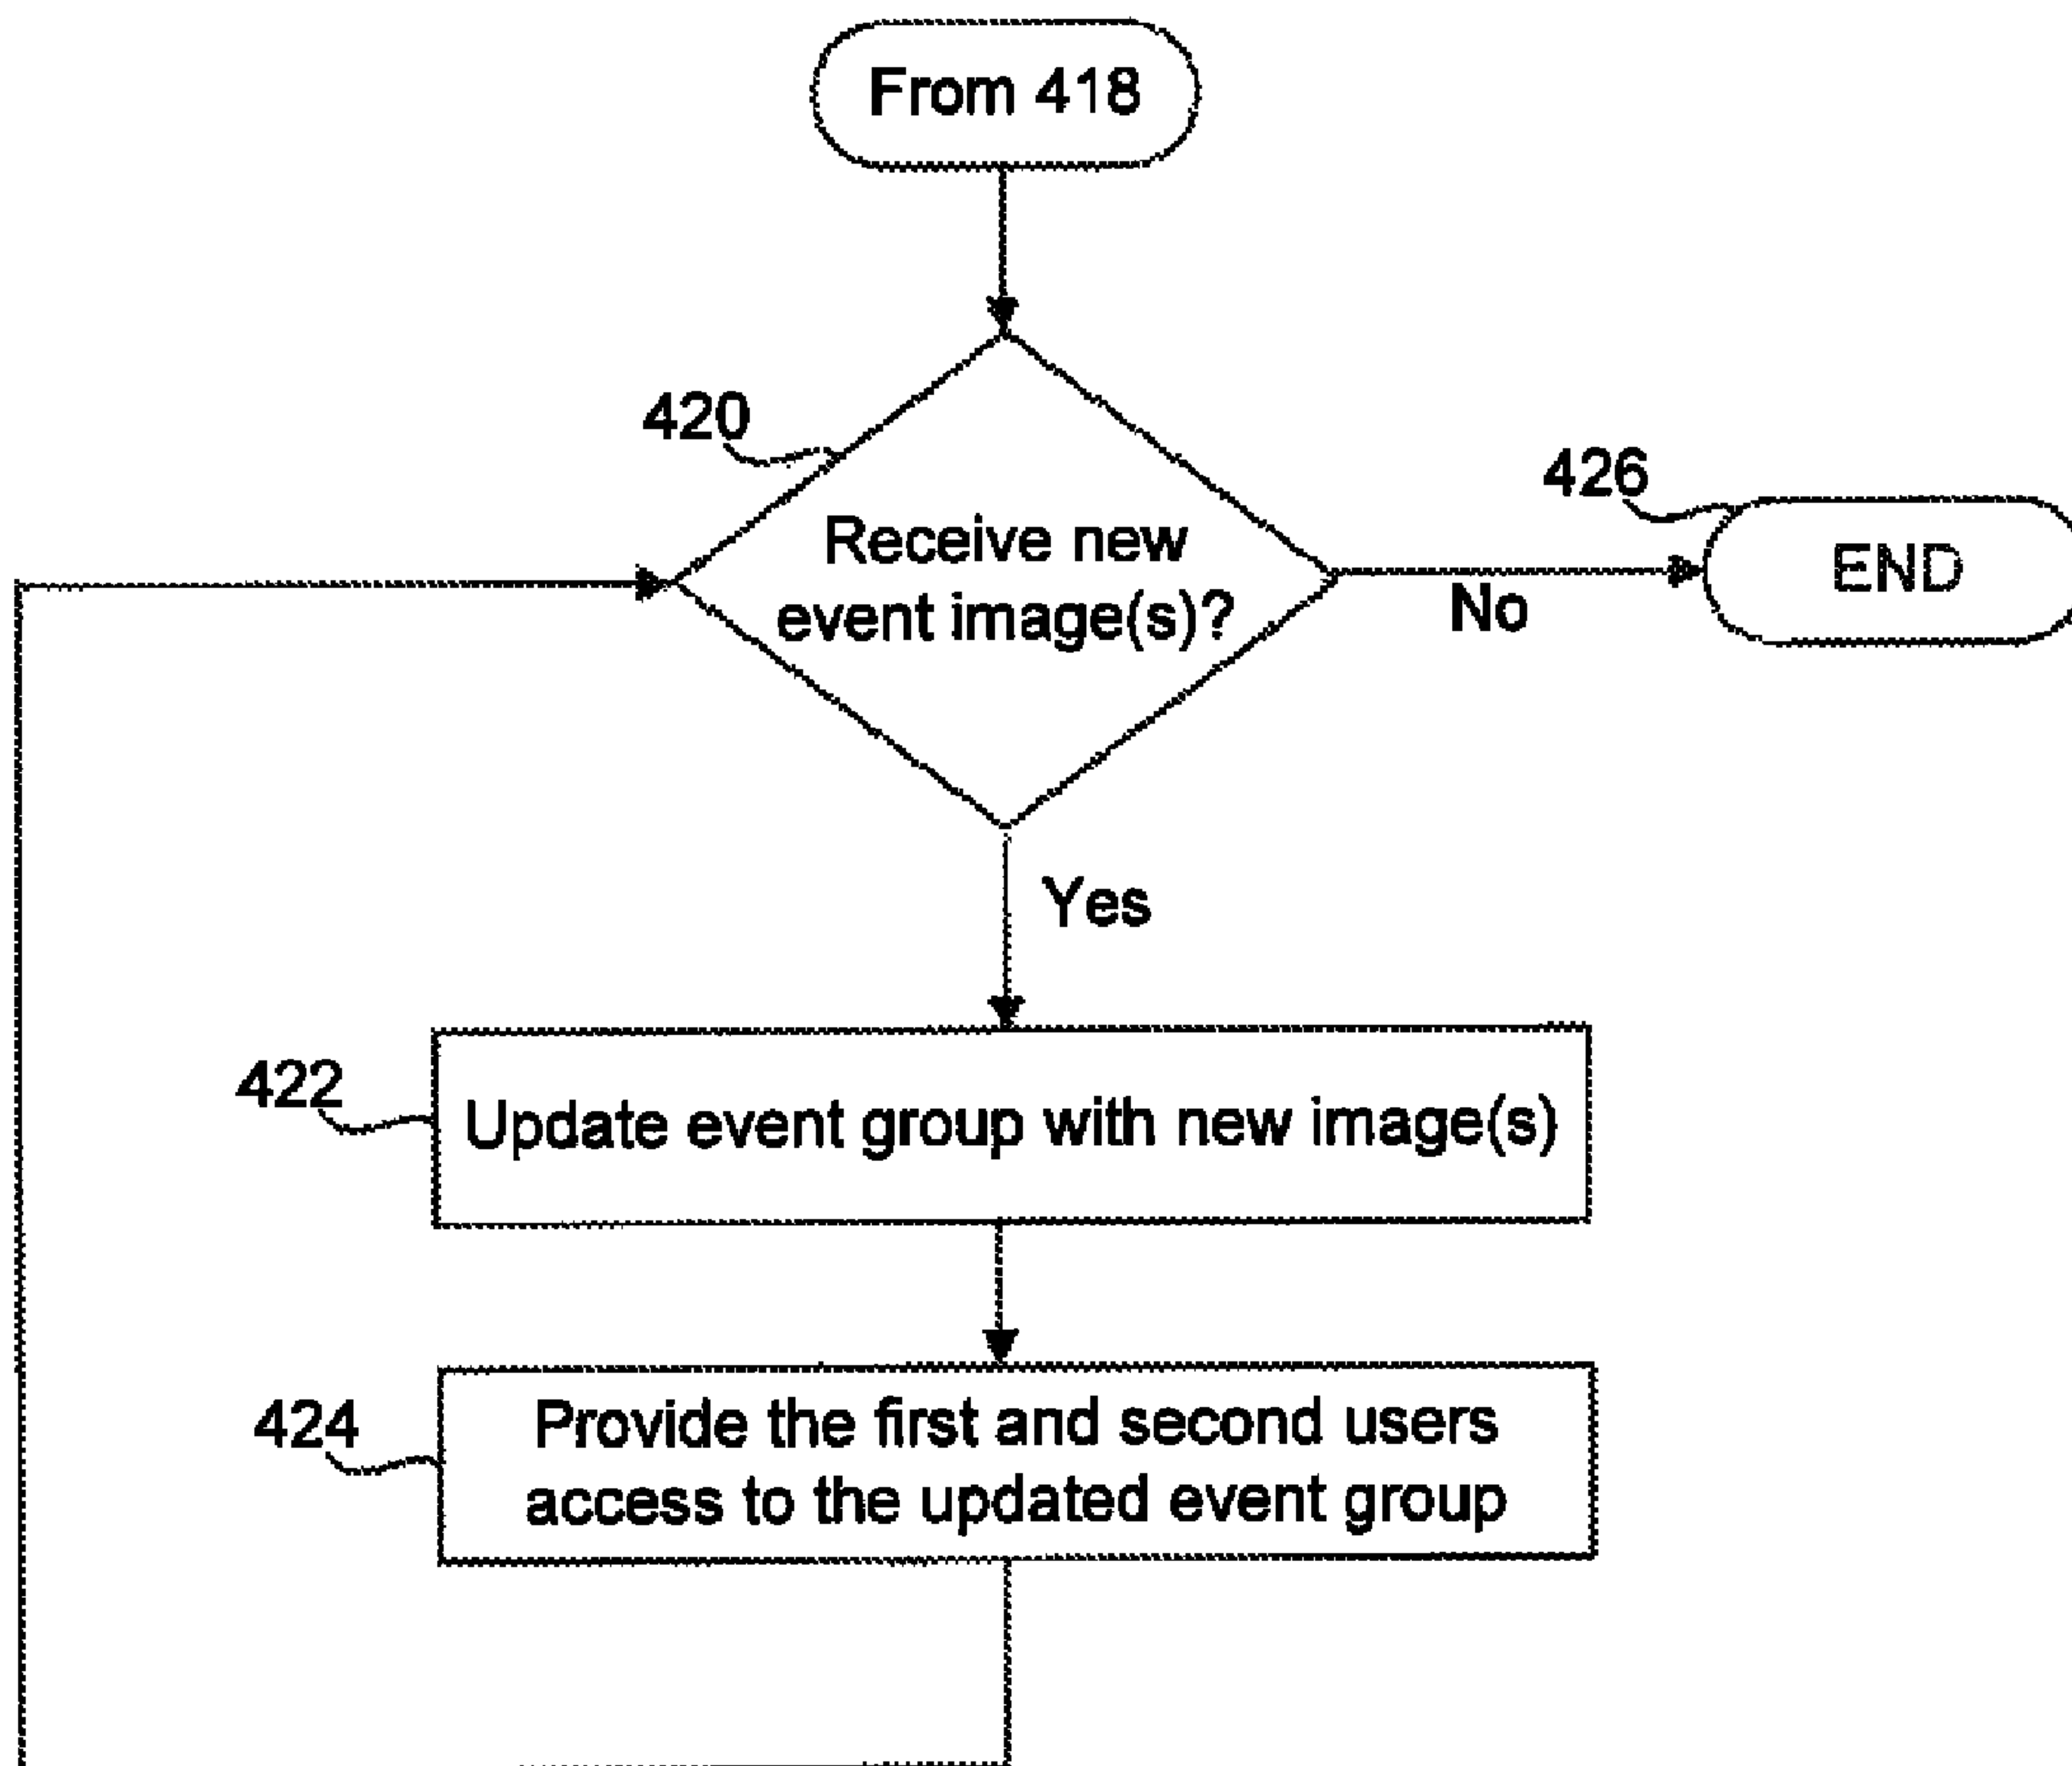 From 418
420
Receive new
event image(s)?
426
END
No
Yes
422
Update event group with new image(s)
424
Provide the first and second users
access to the updated event group